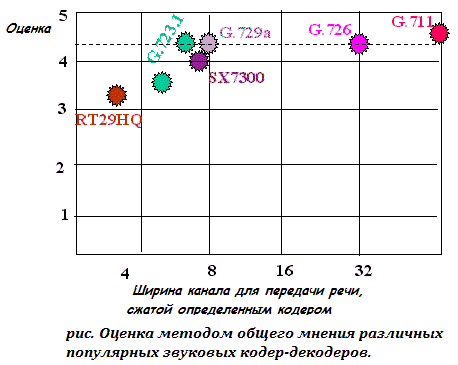 5
Оценка
G.711
G.726
G.729a
G.723.1
4
SX7300
3
RT29HQ
2
1
4 8 16 32
Ширина канала для передачи речи,
сжатой определенным кодером
рис. Оценка методом общего мнения различных
популярных звуковых кодер-декодеров.